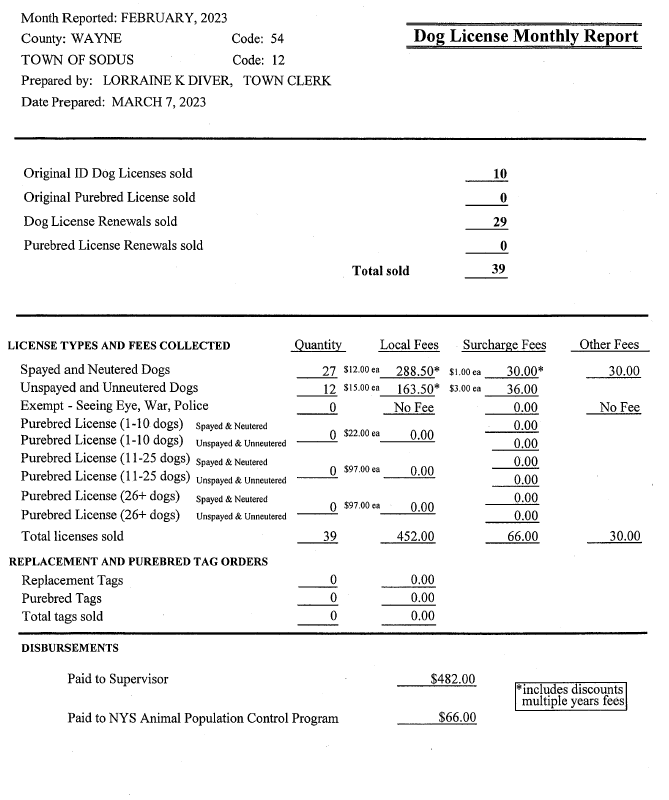 Month Reported: FEBRUARY, 2023
County: WAYNE Code: 54
Dog License Monthly Report
TOWN OF SODUS Code: 12
Prepared by: LORRAINE K DIVER, TOWN CLERK
Date Prepared: MARCH 7, 2023
Original ID Dog Licenses sold 10
Original Purebred License sold 0
Dog License Renewals sold 29
Purebred License Renewals sold 0
Total sold 39
LICENSE TYPES AND FEES COLLECTED Quantity Local Fees Surcharge Fees Other Fees
Spayed and Neutered Dogs 27 $12.00 ea 288.50* $1.00 ea 30.00* 30.00
Unspayed and Unneutered Dogs 12 $15.00 ea 163.50* $3.00 ea 36.00
Exempt - Seeing Eye, War, Police 0 No Fee 0.00 No Fee
Purebred License (1-10 dogs) Spayed & Neutered 0.00
0 $22.00 ea 0.00
Purebred License (1-10 dogs) Unspayed & Unneutered 0.00
Purebred License (11-25 dogs) Spayed & Neutered 0.00
0 $97.00 ea 0.00
Purebred License (11-25 dogs) Unspayed & Unneutered 0.00
Purebred License (26+ dogs) Spayed & Neutered 0.00
0 $97.00 ea 0.00
Purebred License (26+ dogs) Unspayed & Unneutered 0.00
Total licenses sold 39 452.00 66.00 30.00
REPLACEMENT AND PUREBRED TAG ORDERS
Replacement Tags 0 0.00
Purebred Tags 0 0.00
Total tags sold 0 0.00
DISBURSEMENTS
Paid to Supervisor $482.00
*includes discounts
multiple years fees
Paid to NYS Animal Population Control Program $66.00